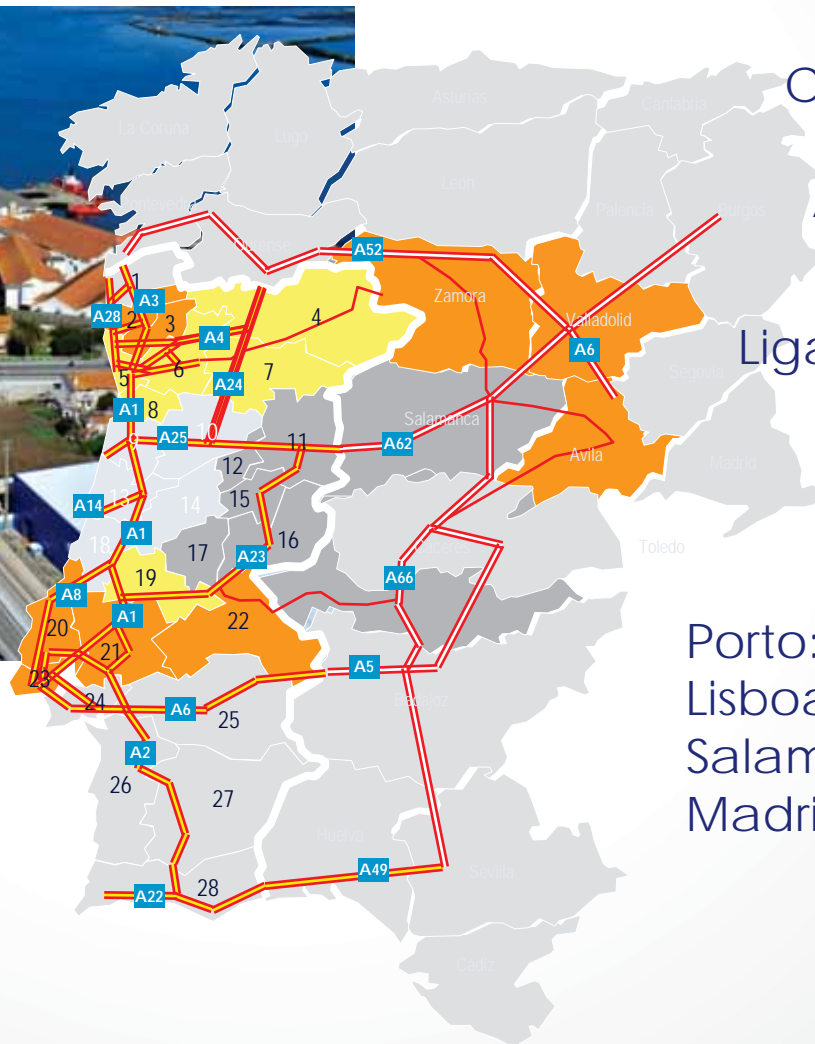 C
Asturias
Cantabria
La Coruña
Lugo
León
Palencia
Burgos
Pontevedra
Ourense
A52
1
A3
A28
2
3
4
Zamora
Valladolid
A4
A6
Liga
5
6
7
Segovia
A24
A1
8
Salamanca
9
A25
10
11
A62
Avila
Madrid
12
13
14
15
A14
A1
16
18
17
A23
Cáceres
Toledo
19
A66
A8
A1
20
22
21
Porto:
23
A5
24
Badajoz
Lisboa
A6
25
A2
Salam
26
27
Madri
Huelva
A49
Sevilla
A22
28
Cádiz